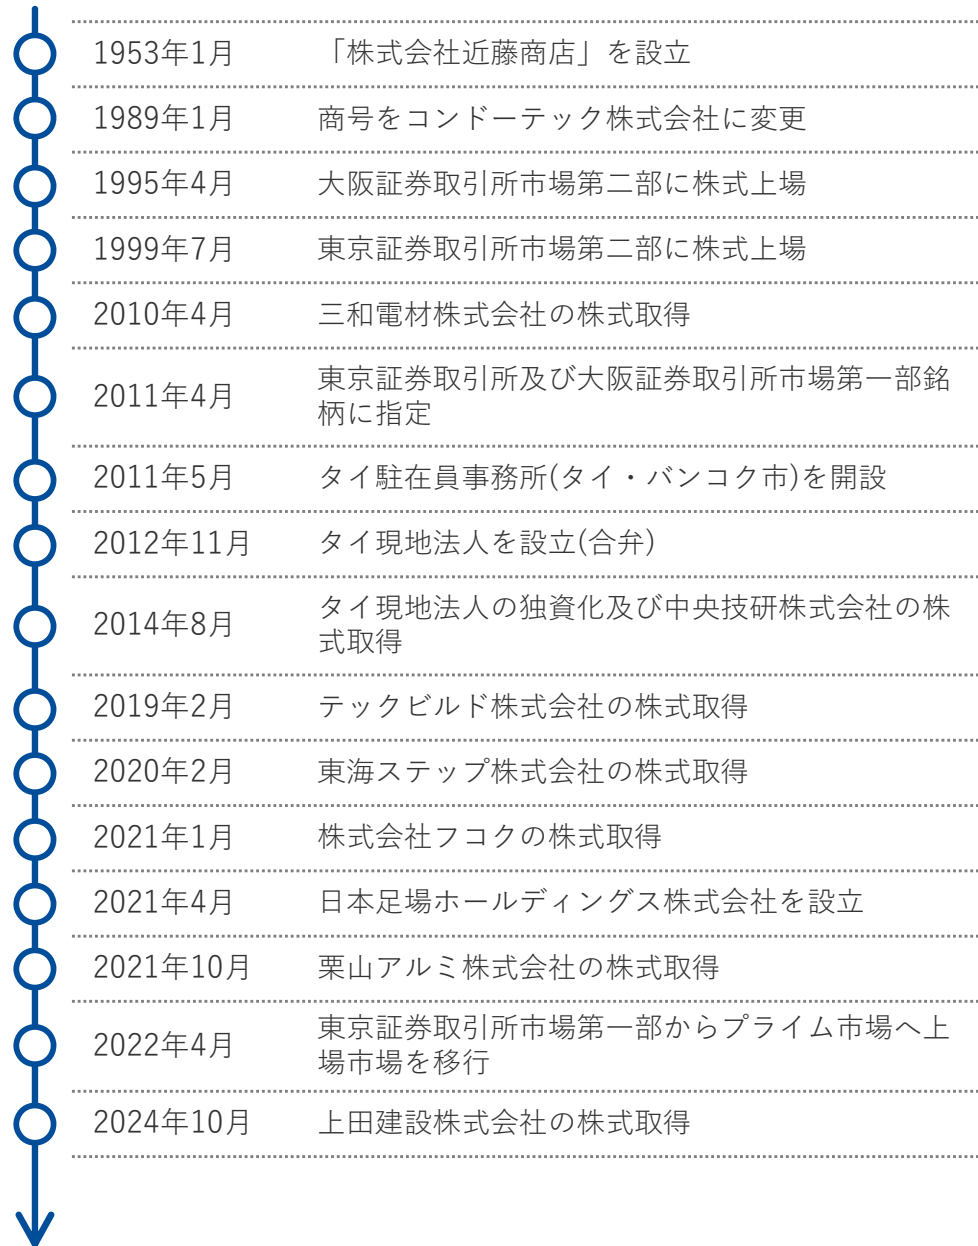 1953年1月 「株式会社近藤商店」を設立
1989年1月 商号をコンドーテック株式会社に変更
1995年4月 大阪証券取引所市場第二部に株式上場
1999年7月 東京証券取引所市場第二部に株式上場
2010年4月 三和電材株式会社の株式取得
2011年4月 東京証券取引所及び大阪証券取引所市場第一部銘
柄に指定
2011年5月 タイ駐在員事務所(タイ・バンコク市)を開設
2012年11月 タイ現地法人を設立(合弁)
2014年8月 タイ現地法人の独資化及び中央技研株式会社の株
式取得
2019年2月 テックビルド株式会社の株式取得
2020年2月 東海ステップ株式会社の株式取得
2021年1月 株式会社フコクの株式取得
2021年4月 日本足場ホールディングス株式会社を設立
2021年10月 栗山アルミ株式会社の株式取得
2022年4月 東京証券取引所市場第一部からプライム市場へ上
場市場を移行
2024年10月 上田建設株式会社の株式取得